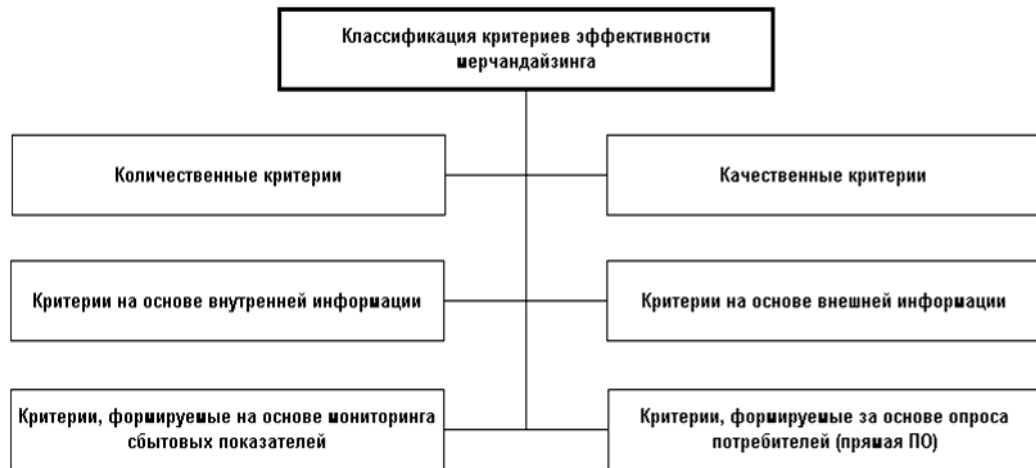 Классификация критериев эффективности
мерчандайзинга
Количественные критерии
Качественные критерии
Критерии на основе внутренней информации
Критерии на основе внешней информации
Критерии, формируемые на основе мониторинга
сбытовых показателей
Критерии, формируемые за основе опроса
потребителей (прямая ПО)